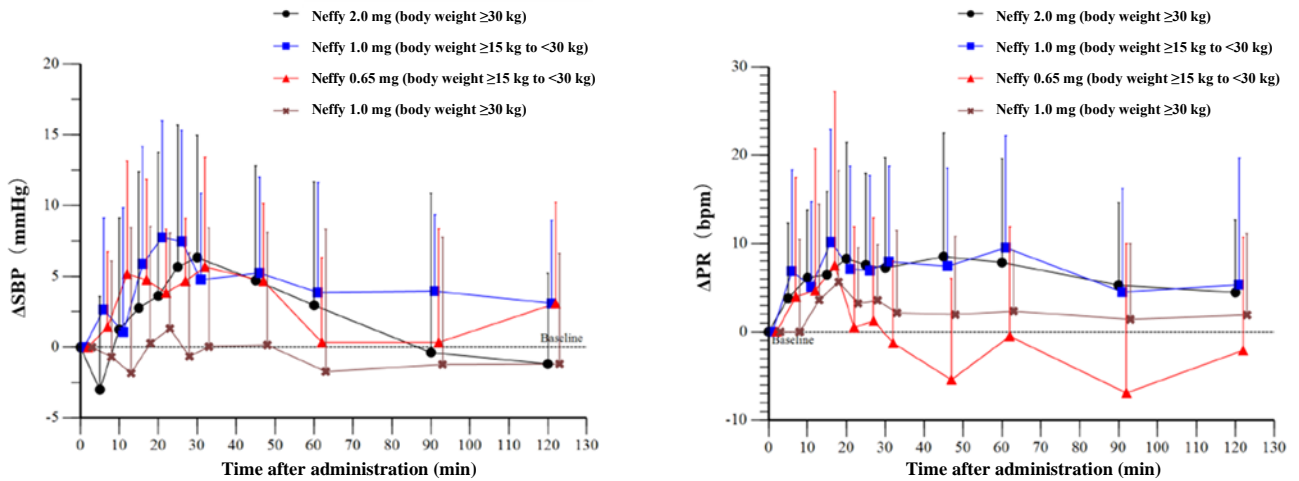 Neffy 2.0 mg (body weight ≥30 kg)
Neffy 1.0 mg (body weight ≥15 kg to <30 kg)
Neffy 0.65 mg (body weight ≥15 kg to <30 kg)
Neffy 1.0 mg (body weight ≥30 kg)
20
15
10
5
0
-5
ΔSBP (mmHg)
Baseline
0 10 20 30 40 50 60 70 80 90 100 110 120 130
Time after administration (min)
Neffy 2.0 mg (body weight ≥30 kg)
Neffy 1.0 mg (body weight ≥15 kg to <30 kg)
Neffy 0.65 mg (body weight ≥15 kg to <30 kg)
Neffy 1.0 mg (body weight ≥30 kg)
30
20
10
0
-10
ΔPR (bpm)
Baseline
0 10 20 30 40 50 60 70 80 90 100 110 120 130
Time after administration (min)